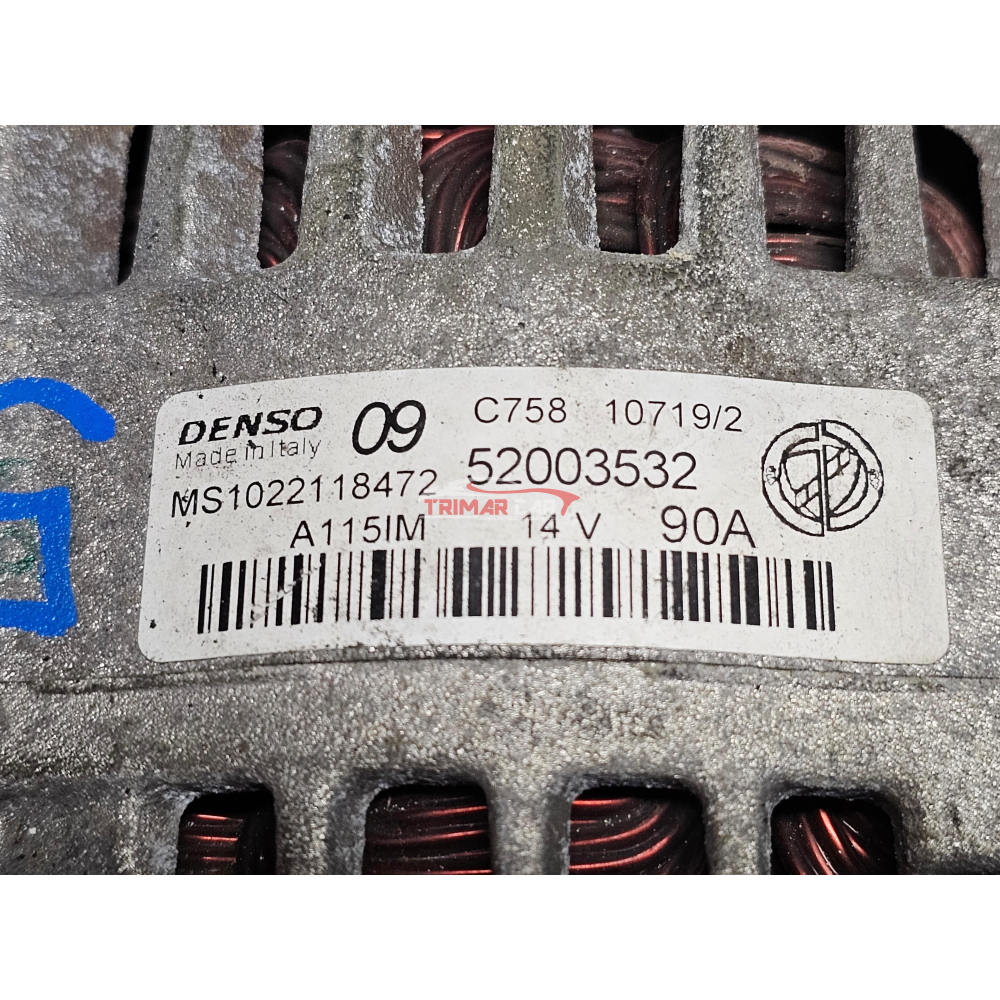 DENSO 09 C758 10719/2
Made in Italy
MS1022118472 52003532
TRIMAR
A115IM 14 V 90A